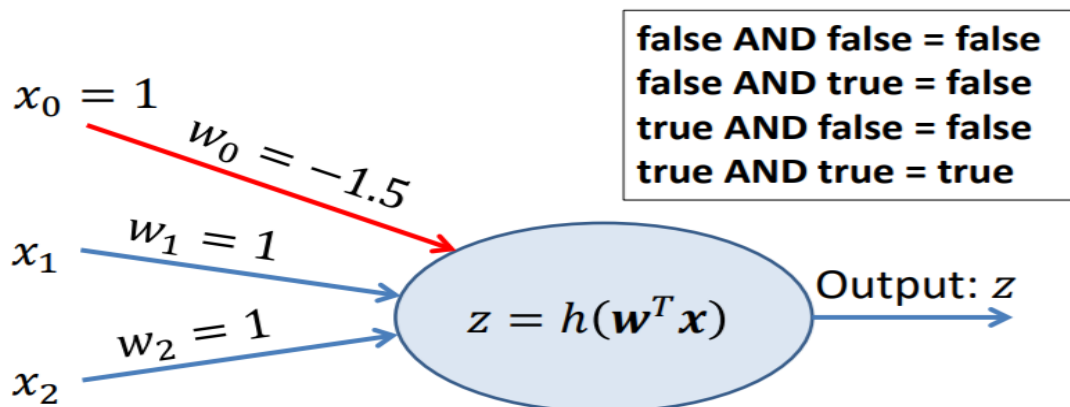 false AND false = false
false AND true = false
true AND false = false
true AND true = true
x₀ = 1
w₀ = −1.5
w₁ = 1
x₁
w₂ = 1
x₂
z = h(wᵀ x)
Output: z